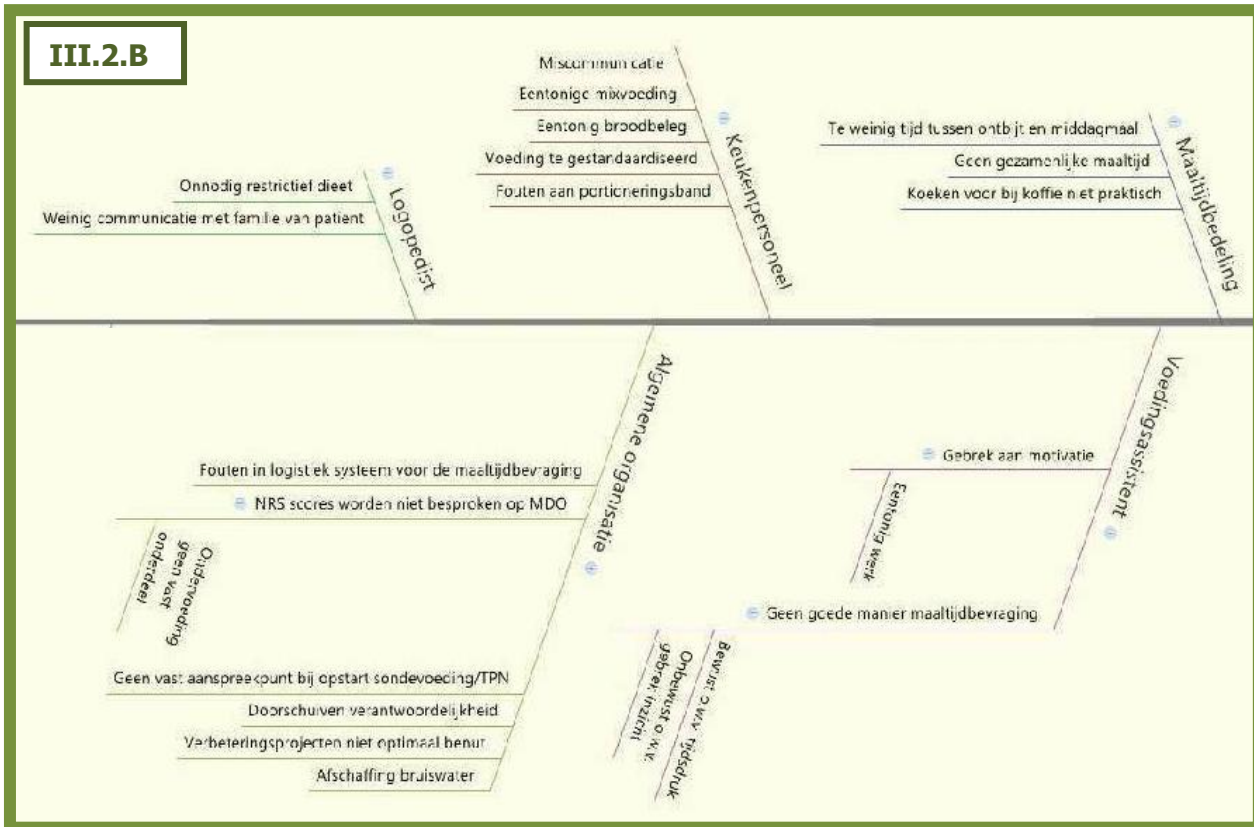 III.2.B
Onnodig restrictief dieet
Weinig communicatie met familie van patient
Logopedist
Miscommun catie
Eentonige mixvoeding
Eentonig broodbeleg
Voeding te gestandaardiseerd
Fouten aan portioneringsband
Keukenpersoneel
Te weinig tijd tussen ontbijt en middagmaal
Geen gezamenlijke maaltijd
Koeken voor bij koffie niet praktisch
Maaltijdbedeling
Algemene organisatie
Fouten in logistiek systeem voor de maaltijdbevraging
NRS scores worden niet besproken op MDO
Ondervoeding
geen vast
onderdeel
Geen vast aanspreekpunt bij opstart sondevoeding/TPN
Doorschuiven verantwoordelijkheid
Verbeteringsprojecten niet optimaal benut
Afschaffing bruiswater
Voedingsassistent
Gebrek aan motivatie
Eentonig werk
Geen goede manier maaltijdbevraging
Bewust o.w.v. tijdsdruk
Onbewust o.w.v.
gebrek inzicht